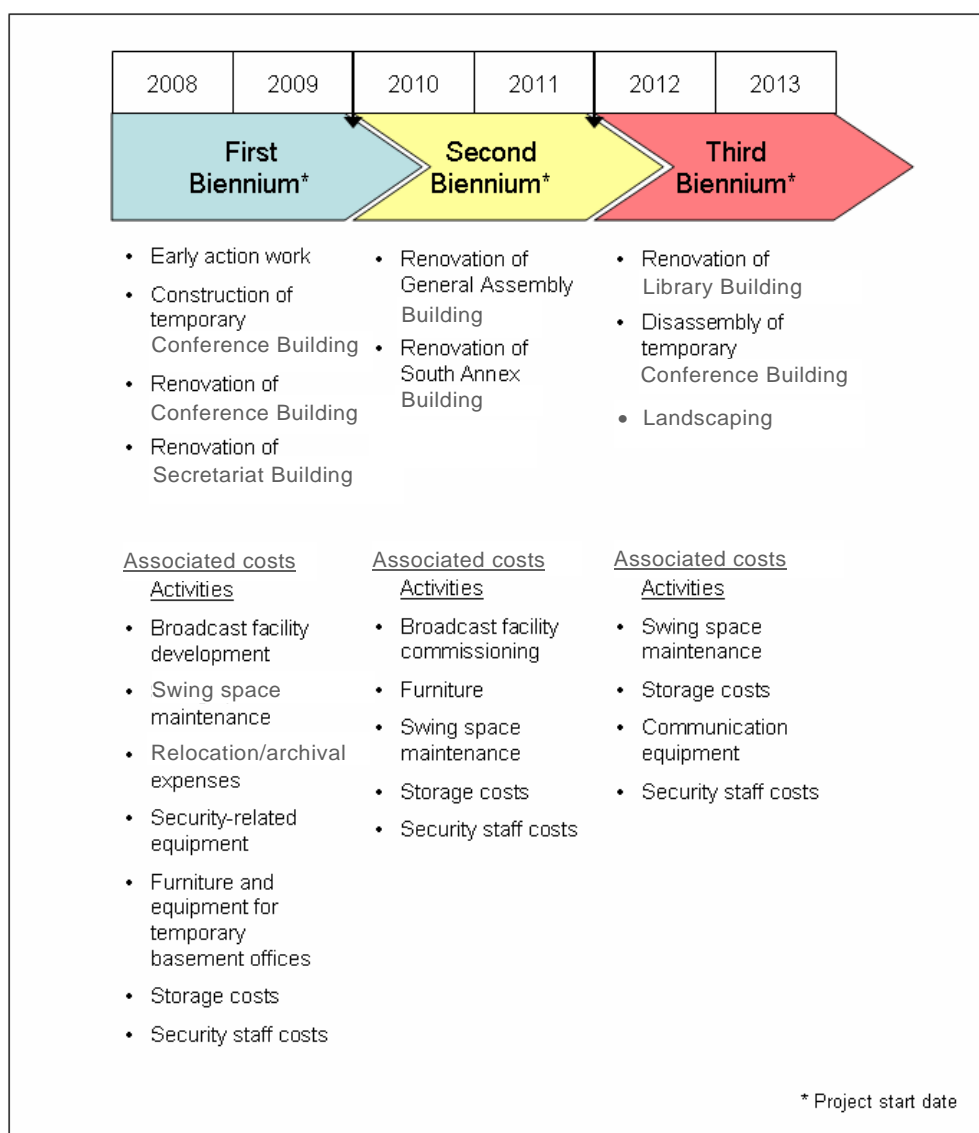 2008 2009 2010 2011 2012 2013
First
Biennium*
Second
Biennium*
Third
Biennium*
• Early action work
• Construction of
temporary
Conference Building
• Renovation of
Conference Building
• Renovation of
Secretariat Building
• Renovation of
General Assembly
Building
• Renovation of
South Annex
Building
• Renovation of
Library Building
• Disassembly of
temporary
Conference Building
• Landscaping
Associated costs
Activities
• Broadcast facility
development
• Swing space
maintenance
• Relocation/archival
expenses
• Security-related
equipment
• Furniture and
equipment for
temporary
basement offices
• Storage costs
• Security staff costs
Associated costs
Activities
• Broadcast facility
commissioning
• Furniture
• Swing space
maintenance
• Storage costs
• Security staff costs
Associated costs
Activities
• Swing space
maintenance
• Storage costs
• Communication
equipment
• Security staff costs
* Project start date